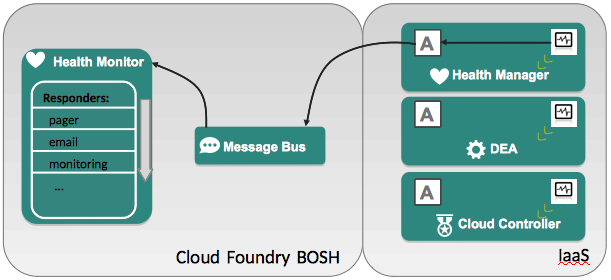 Health Monitor
Responders:
pager
email
monitoring
...
Message Bus
Cloud Foundry BOSH
A
Health Manager
A
DEA
A
Cloud Controller
IaaS